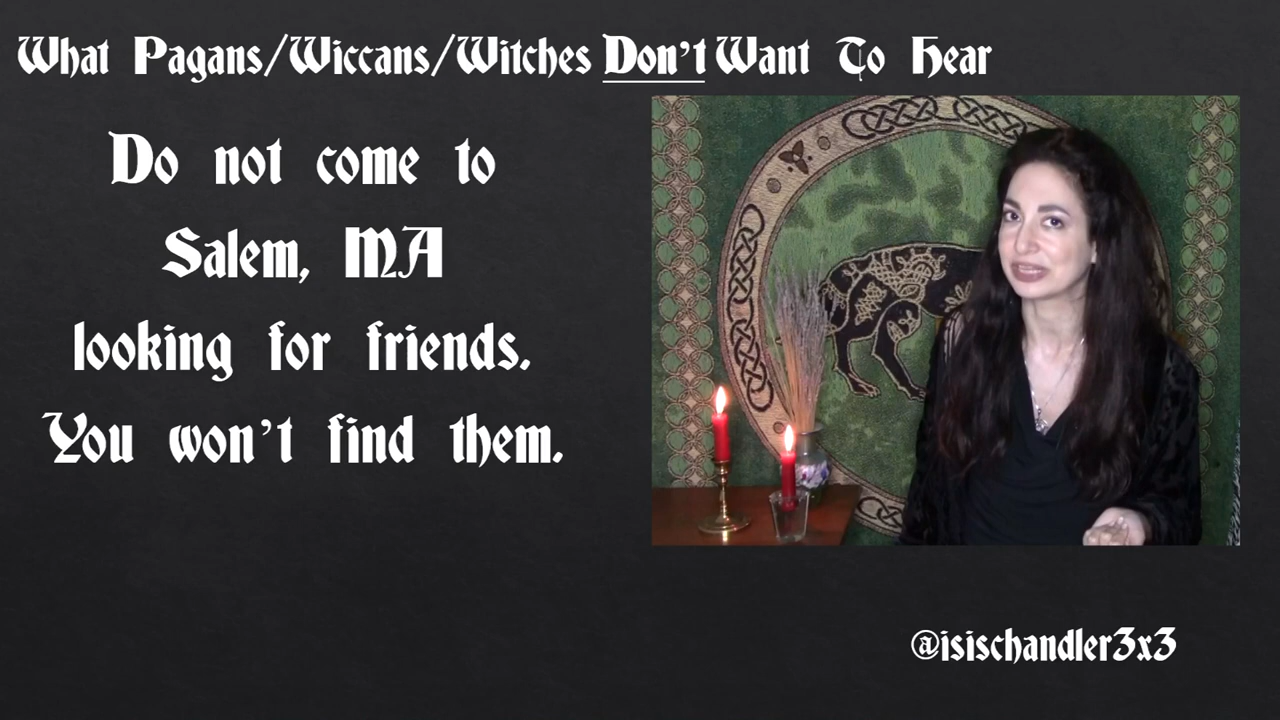 What Pagans/Wiccans/Witches Don't Want To Hear
Do not come to
Salem, MA
looking for friends.
You won't find them.
@isischandler3x3